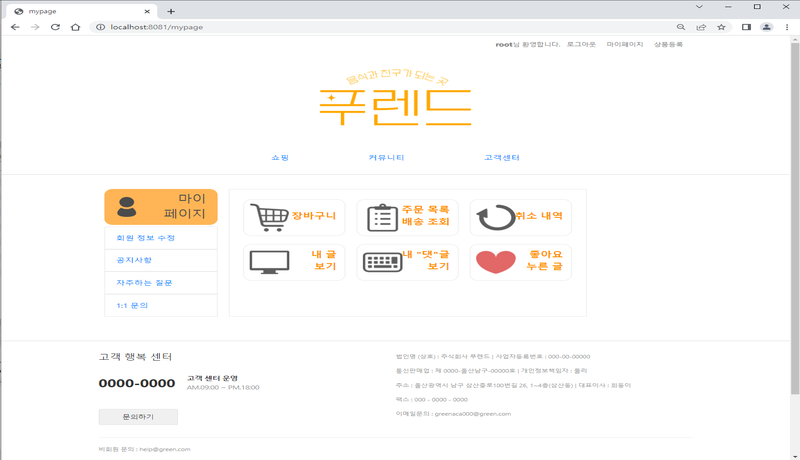 mypage
localhost:8081/mypage
root님 환영합니다. 로그아웃 마이페이지 상품등록
음식과 친구가 되는 곳
푸렌드
쇼핑 커뮤니티 고객센터
마이
페이지
회원 정보 수정
공지사항
자주하는 질문
1:1 문의
장바구니
주문 목록
배송 조회
취소 내역
내 글
보기
내 "댓"글
보기
좋아요
누른 글
고객 행복 센터
0000-0000
고객 센터 운영
AM:09:00 ~ PM:18:00
문의하기
비회원 문의 : help@green.com
법인명 (상호) : 주식회사 푸렌드 | 사업자등록번호 : 000-00-00000
통신판매업 : 제 0000-울산남구-00000호 | 개인정보책임자 : 둘리
주소 : 울산광역시 남구 삼산중로100번길 26, 1~4층(삼산동) | 대표이사 : 희동이
팩스 : 000 - 0000 - 0000
이메일문의 : greenaca000@green.com